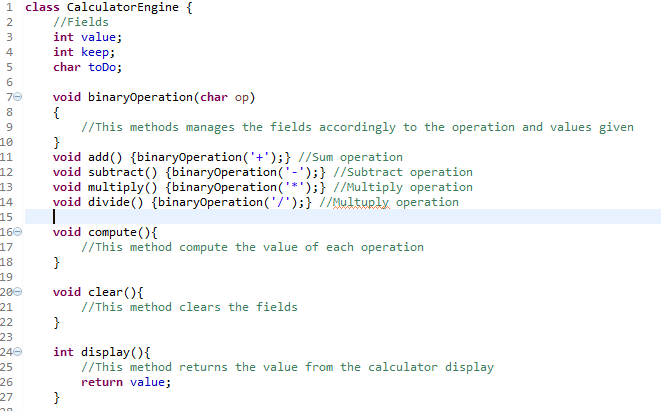 1 class CalculatorEngine {
2 //Fields
3 int value;
4 int keep;
5 char toDo;
6
7 void binaryOperation(char op)
8 {
9 //This methods manages the fields accordingly to the operation and values given
10 }
11 void add() {binaryOperation('+');} //Sum operation
12 void subtract() {binaryOperation('-');} //Subtract operation
13 void multiply() {binaryOperation('*');} //Multiply operation
14 void divide() {binaryOperation('/');} //Multuply operation
15
16 void compute(){
17 //This method compute the value of each operation
18 }
19
20 void clear(){
21 //This method clears the fields
22 }
23
24 int display(){
25 //This method returns the value from the calculator display
26 return value;
27 }